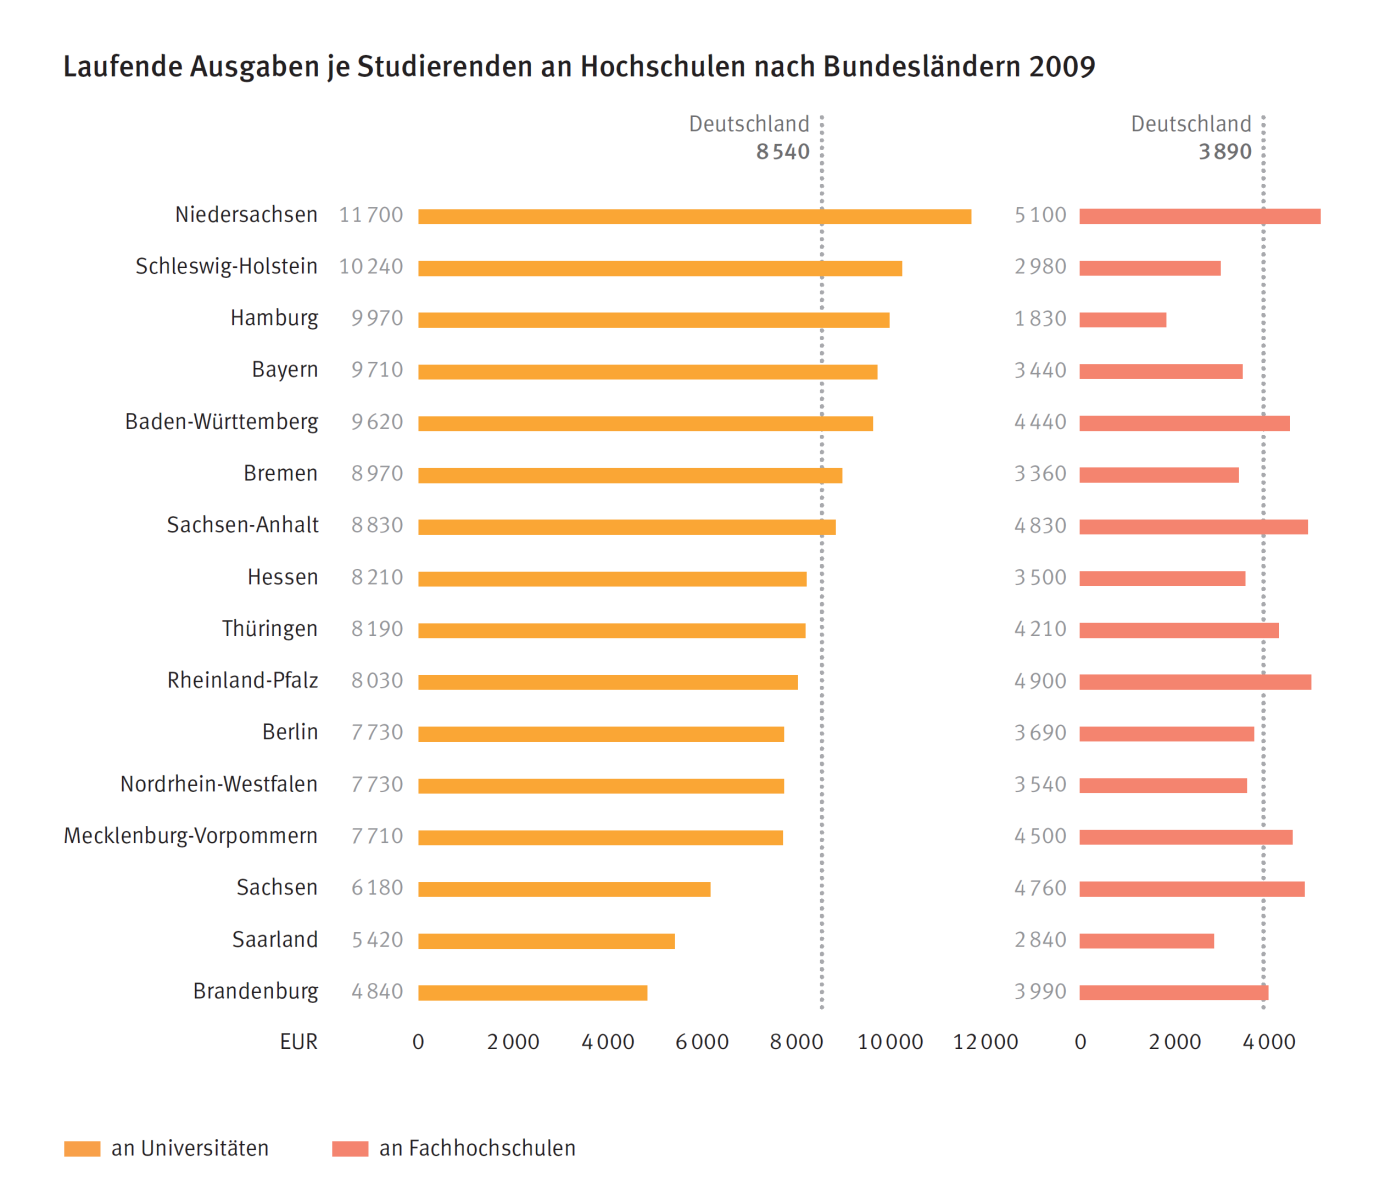 Laufende Ausgaben je Studierenden an Hochschulen nach Bundesländern 2009
Deutschland Deutschland
8 540 3 890
Niedersachsen 11 700 5 100
Schleswig-Holstein 10 240 2 980
Hamburg 9 970 1 830
Bayern 9 710 3 440
Baden-Württemberg 9 620 4 440
Bremen 8 970 3 360
Sachsen-Anhalt 8 830 4 830
Hessen 8 210 3 500
Thüringen 8 190 4 210
Rheinland-Pfalz 8 030 4 900
Berlin 7 730 3 690
Nordrhein-Westfalen 7 730 3 540
Mecklenburg-Vorpommern 7 710 4 500
Sachsen 6 180 4 760
Saarland 5 420 2 840
Brandenburg 4 840 3 990
EUR 0 2 000 4 000 6 000 8 000 10 000 12 000 0 2 000 4 000
an Universitäten an Fachhochschulen